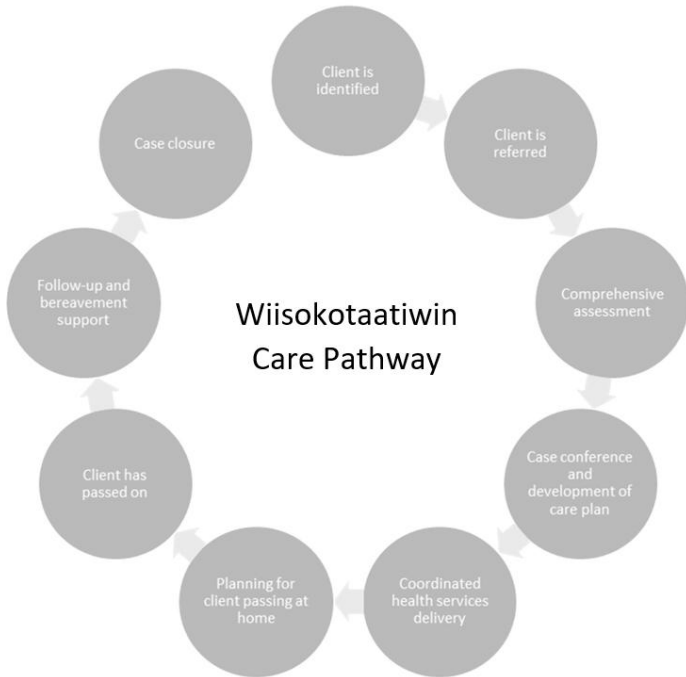 Client is
identified
Client is
referred
Comprehensive
assessment
Case conference
and
development of
care plan
Coordinated
health services
delivery
Planning for
client passing at
home
Client has
passed on
Follow-up and
bereavement
support
Case closure
Wiisokotaatiwin
Care Pathway